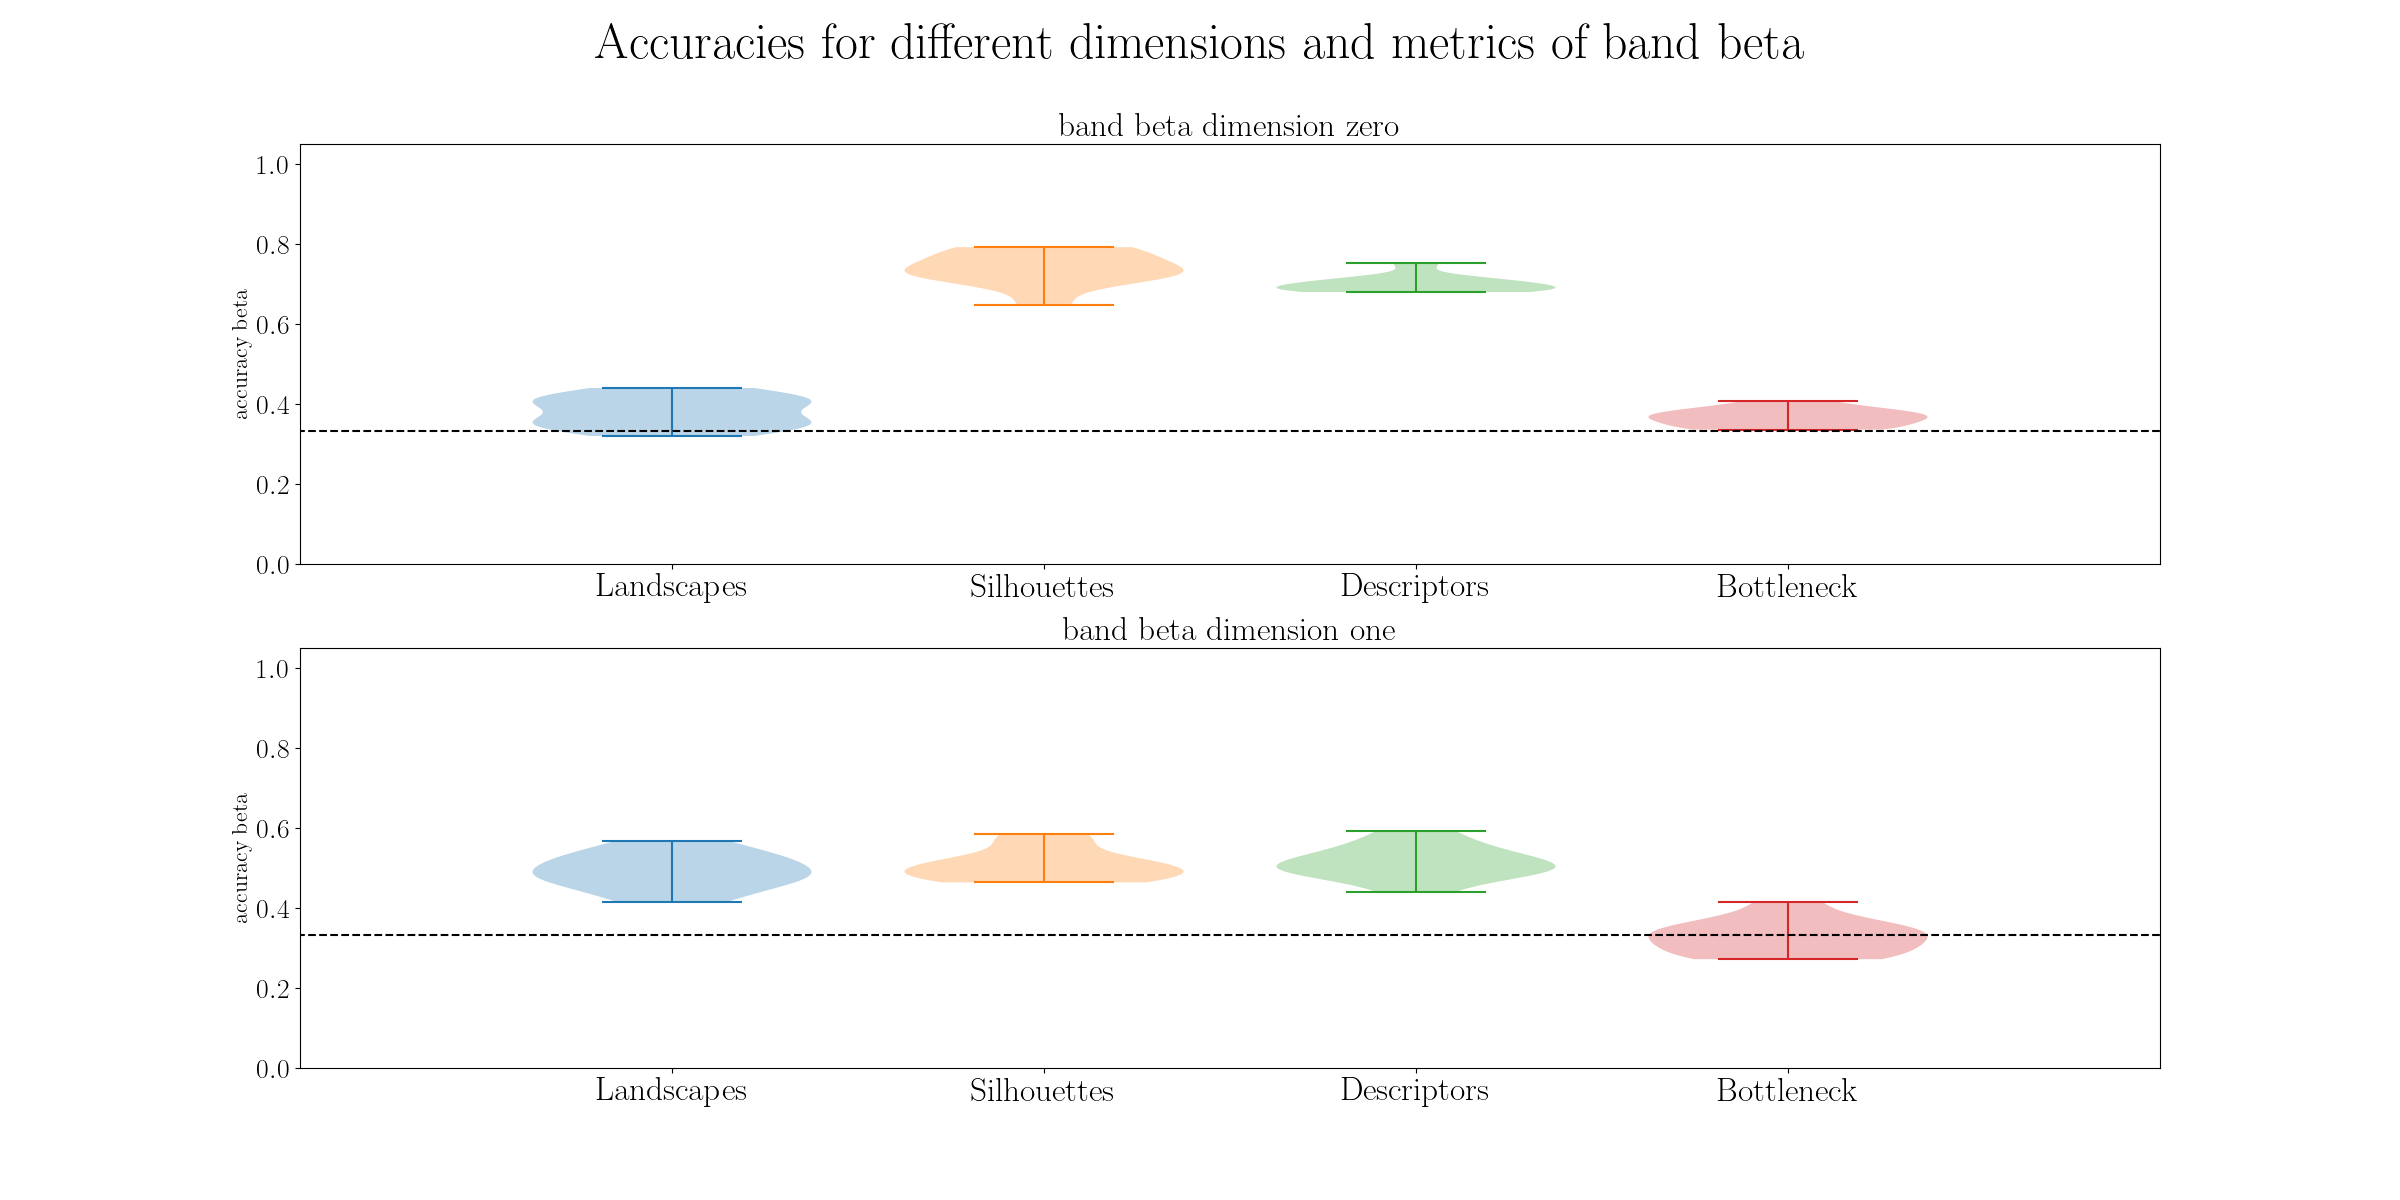 Accuracies for different dimensions and metrics of band beta
band beta dimension zero
accuracy beta
1.0
0.8
0.6
0.4
0.2
0.0
Landscapes Silhouettes Descriptors Bottleneck
band beta dimension one
accuracy beta
1.0
0.8
0.6
0.4
0.2
0.0
Landscapes Silhouettes Descriptors Bottleneck